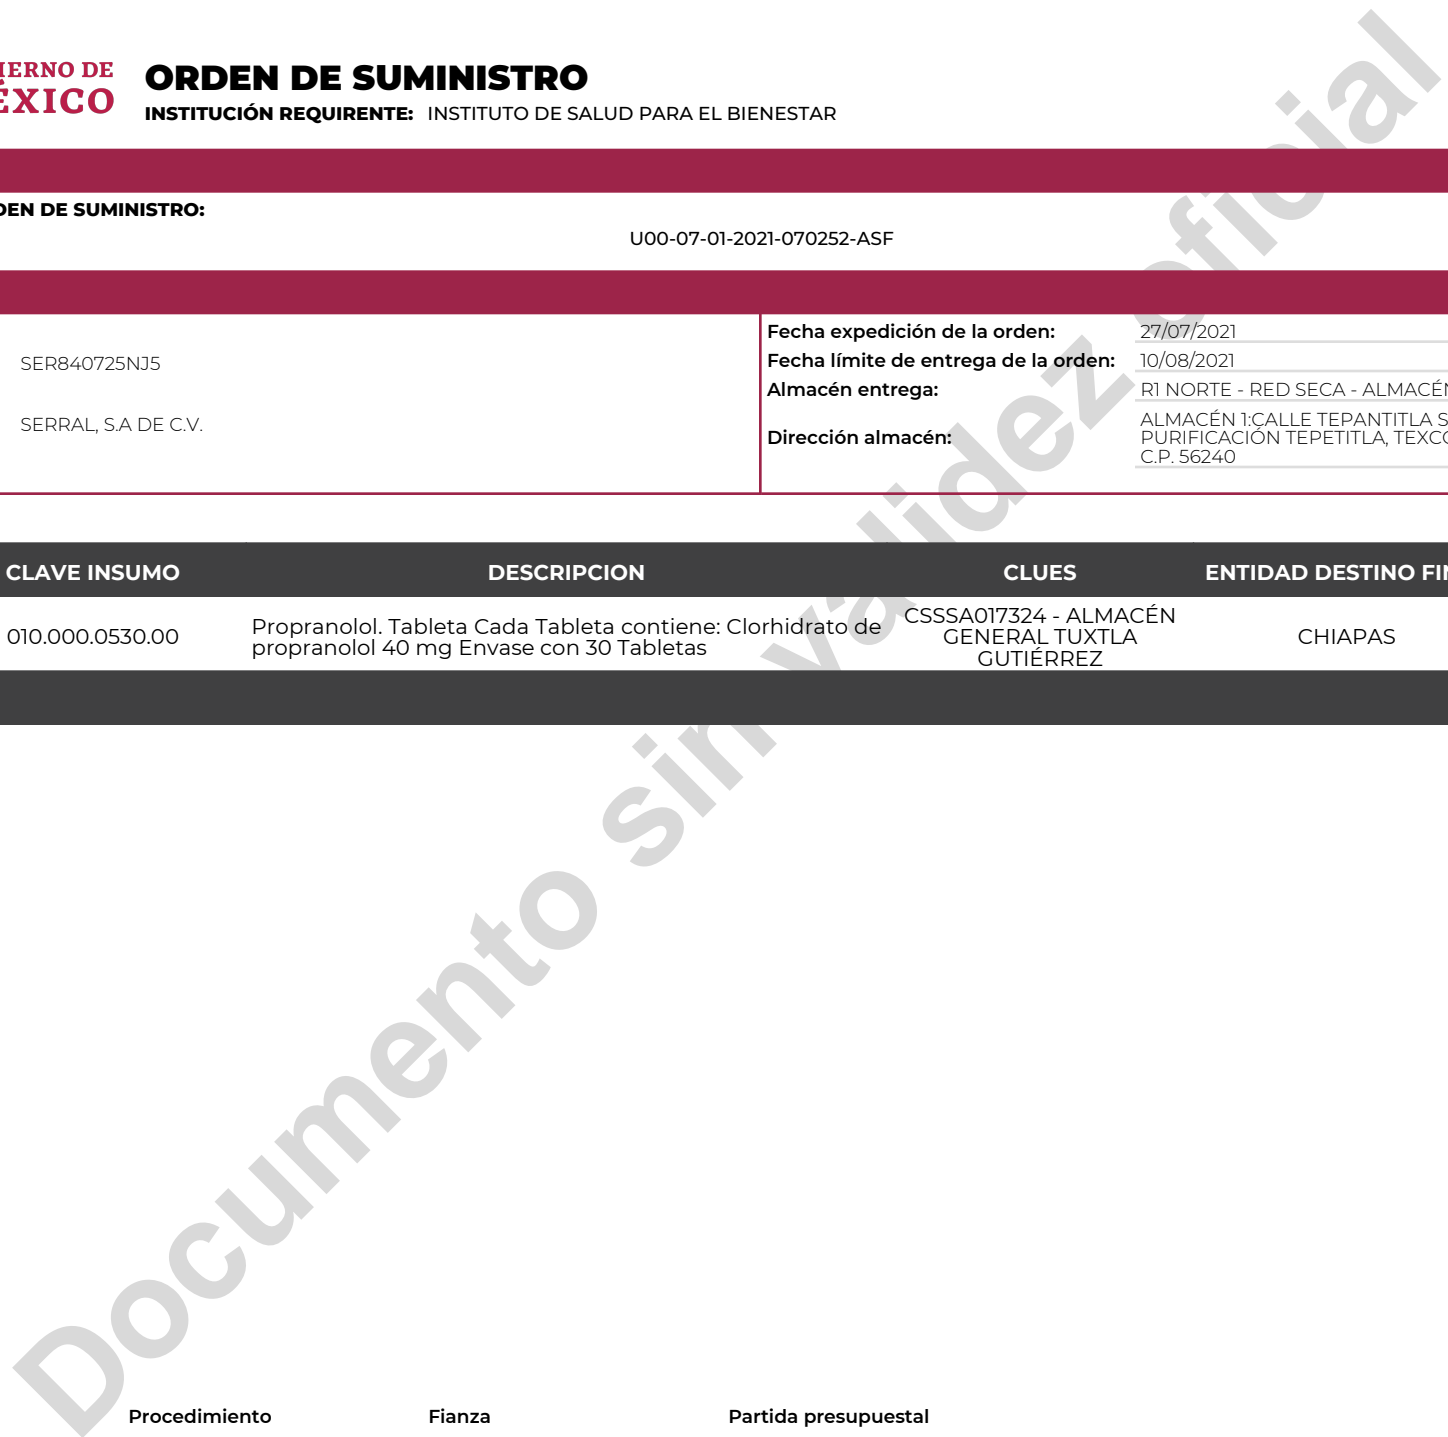 IERNO DE
ÉXICO
ORDEN DE SUMINISTRO
INSTITUCIÓN REQUIRENTE: INSTITUTO DE SALUD PARA EL BIENESTAR
DEN DE SUMINISTRO:
U00-07-01-2021-070252-ASF
SER840725NJ5
SERRAL, S.A DE C.V.
Fecha expedición de la orden: 27/07/2021
Fecha límite de entrega de la orden: 10/08/2021
Almacén entrega: R1 NORTE - RED SECA - ALMACÉN
Dirección almacén: ALMACÉN 1:CALLE TEPANTITLA S
PURIFICACIÓN TEPETITLA, TEXCO
C.P. 56240
CLAVE INSUMO DESCRIPCION CLUES ENTIDAD DESTINO FIN
010.000.0530.00
Propranolol. Tableta Cada Tableta contiene: Clorhidrato de
propranolol 40 mg Envase con 30 Tabletas
CSSSA017324 - ALMACÉN
GENERAL TUXTLA
GUTIÉRREZ
CHIAPAS
Documento sin validez oficial
Procedimiento Fianza Partida presupuestal